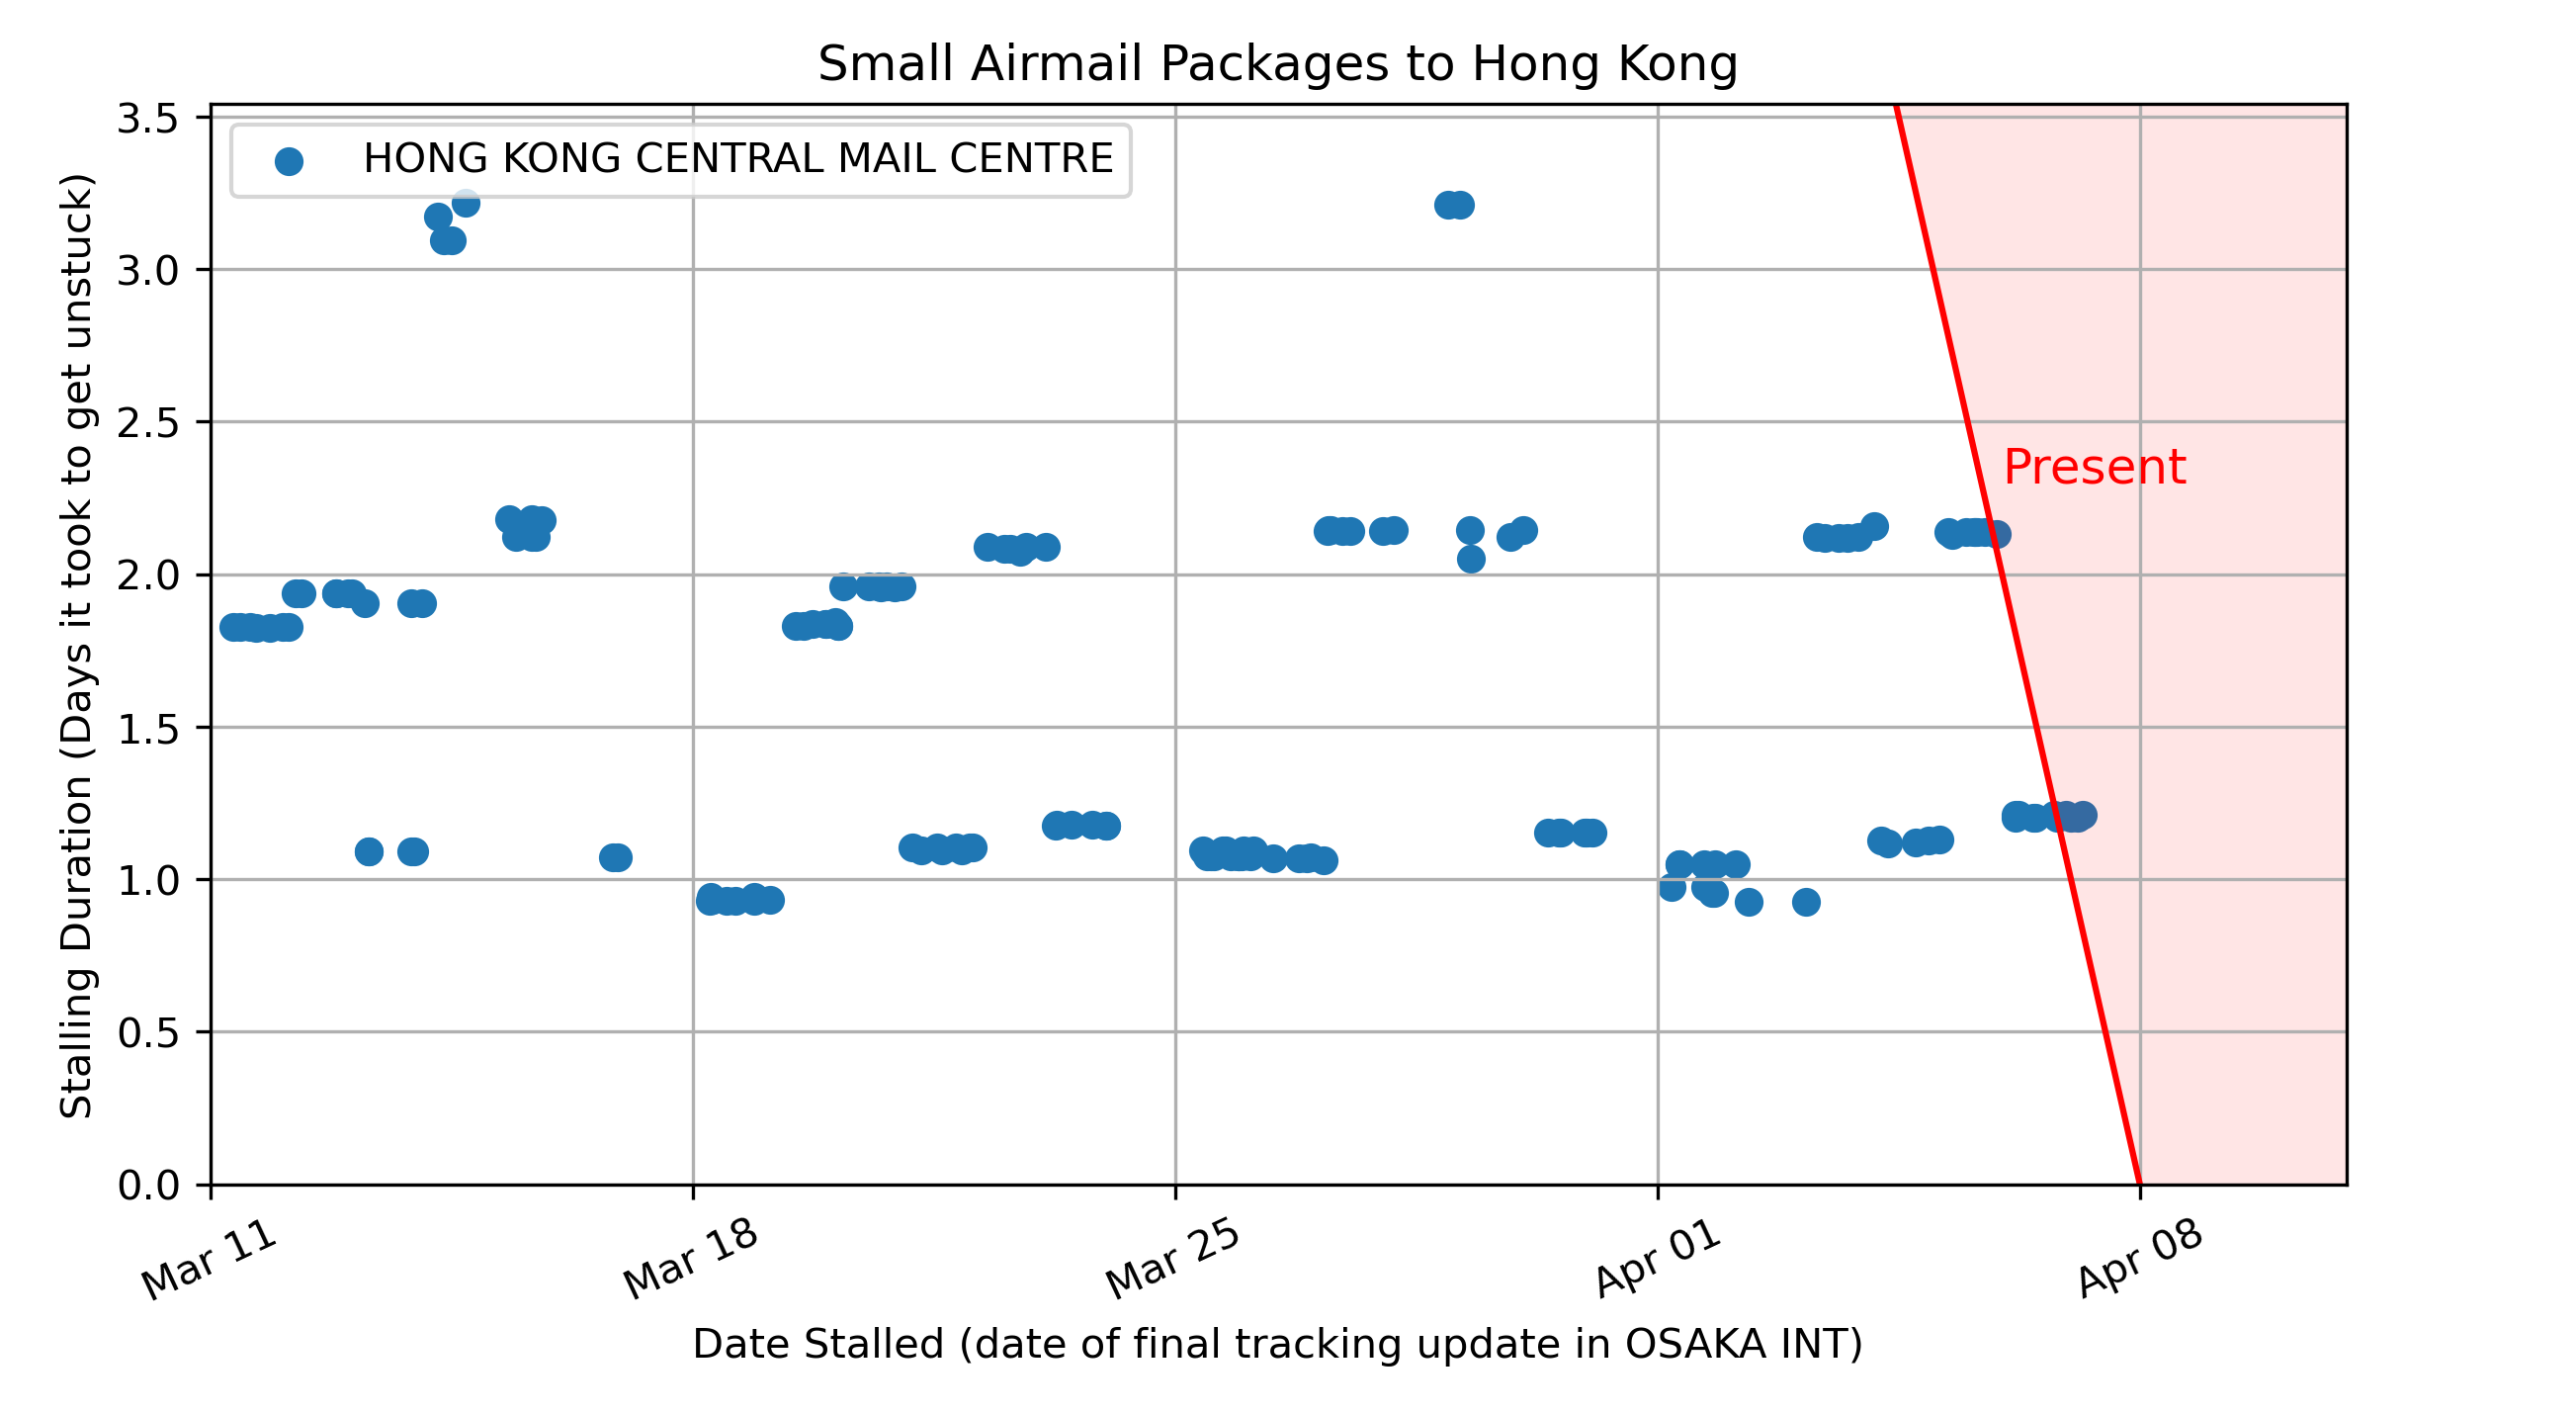 Small Airmail Packages to Hong Kong
HONG KONG CENTRAL MAIL CENTRE
Stalling Duration (Days it took to get unstuck)
3.5
3.0
2.5
2.0
1.5
1.0
0.5
0.0
Present
Mar 11
Mar 18
Mar 25
Apr 01
Apr 08
Date Stalled (date of final tracking update in OSAKA INT)